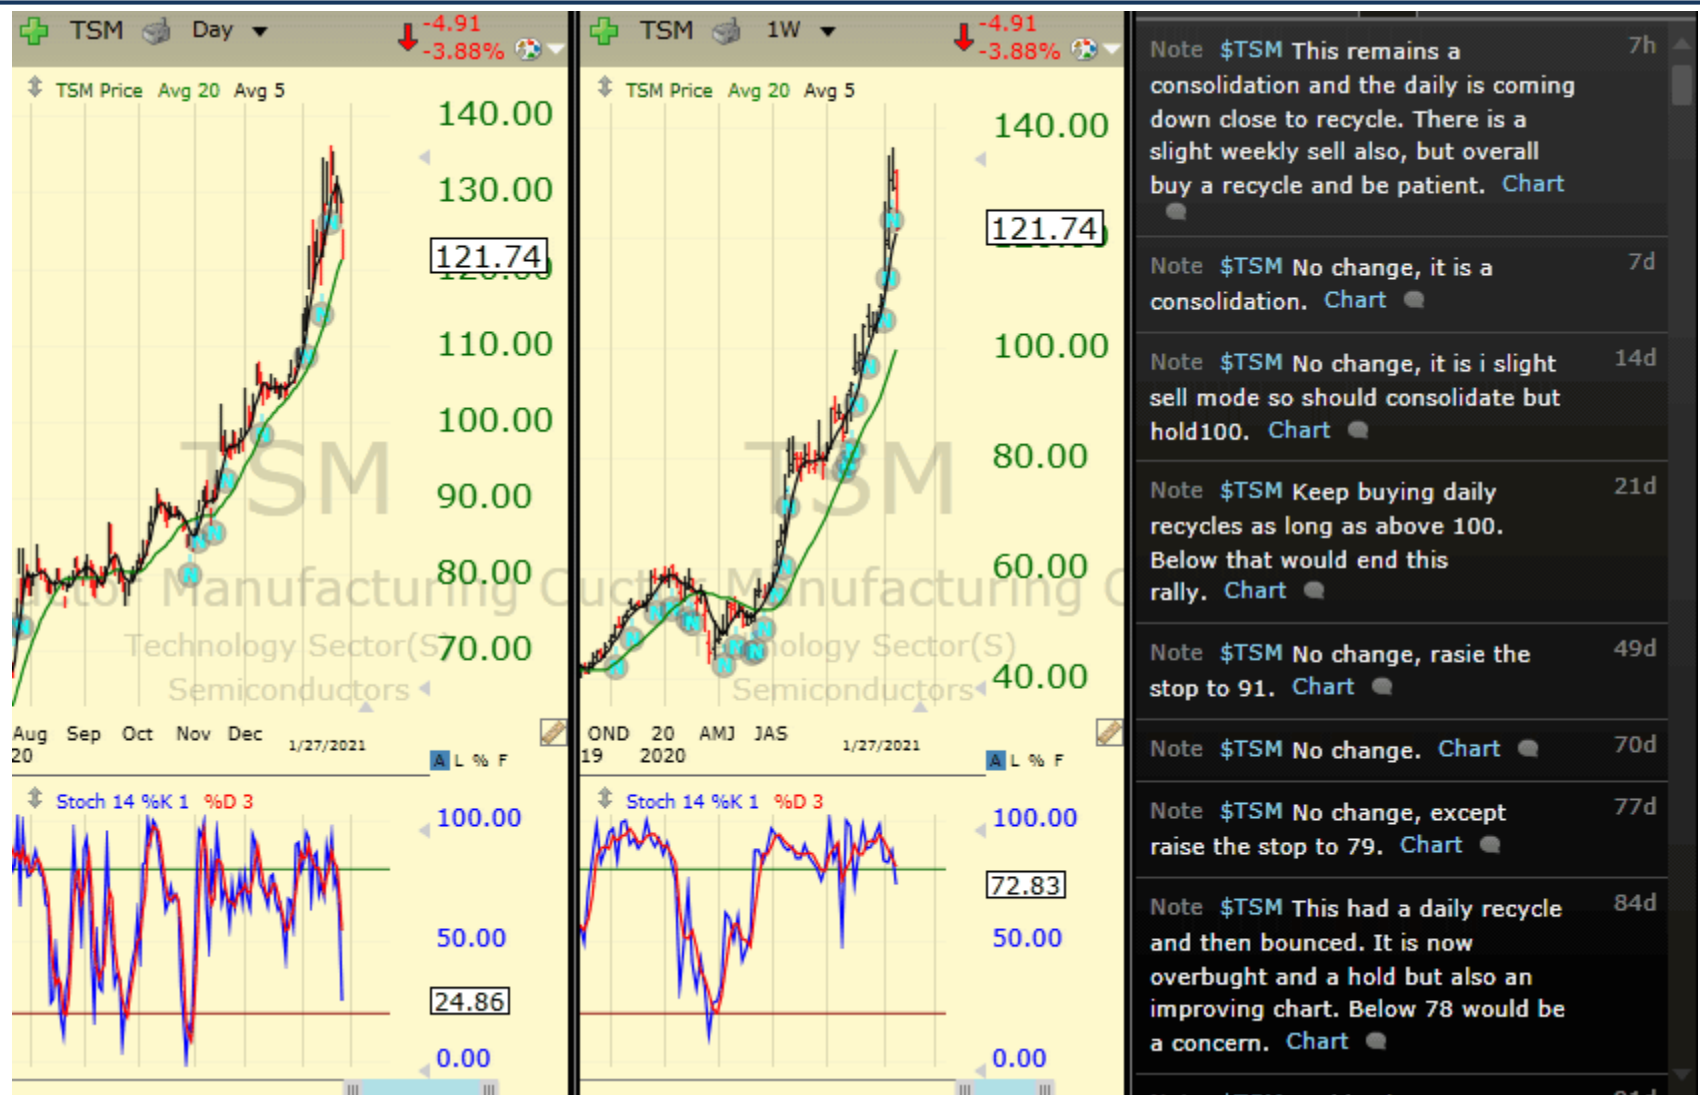 TSM Day
-4.91
-3.88%
TSM Price Avg 20 Avg 5
140.00
130.00
121.74
110.00
100.00
90.00
80.00
70.00
TSM
Manufacturing
Technology Sector(S)
Semiconductors
Aug Sep Oct Nov Dec
20
1/27/2021
A L % F
Stoch 14 %K 1 %D 3
100.00
50.00
24.86
0.00
TSM 1W
-4.91
-3.88%
TSM Price Avg 20 Avg 5
140.00
121.74
100.00
80.00
60.00
40.00
TSM
Manufacturing
Semiconductors
OND 20 AMJ JAS
19 2020
1/27/2021
A L % F
Stoch 14 %K 1 %D 3
100.00
72.83
50.00
0.00
Note $TSM This remains a 7h
consolidation and the daily is coming
down close to recycle. There is a
slight weekly sell also, but overall
buy a recycle and be patient. Chart
Note $TSM No change, it is a 7d
consolidation. Chart
Note $TSM No change, it is i slight 14d
sell mode so should consolidate but
hold100. Chart
Note $TSM Keep buying daily 21d
recycles as long as above 100.
Below that would end this
rally. Chart
Note $TSM No change, rasie the 49d
stop to 91. Chart
Note $TSM No change. Chart 70d
Note $TSM No change, except 77d
raise the stop to 79. Chart
Note $TSM This had a daily recycle 84d
and then bounced. It is now
overbught and a hold but also an
improving chart. Below 78 would be
a concern. Chart